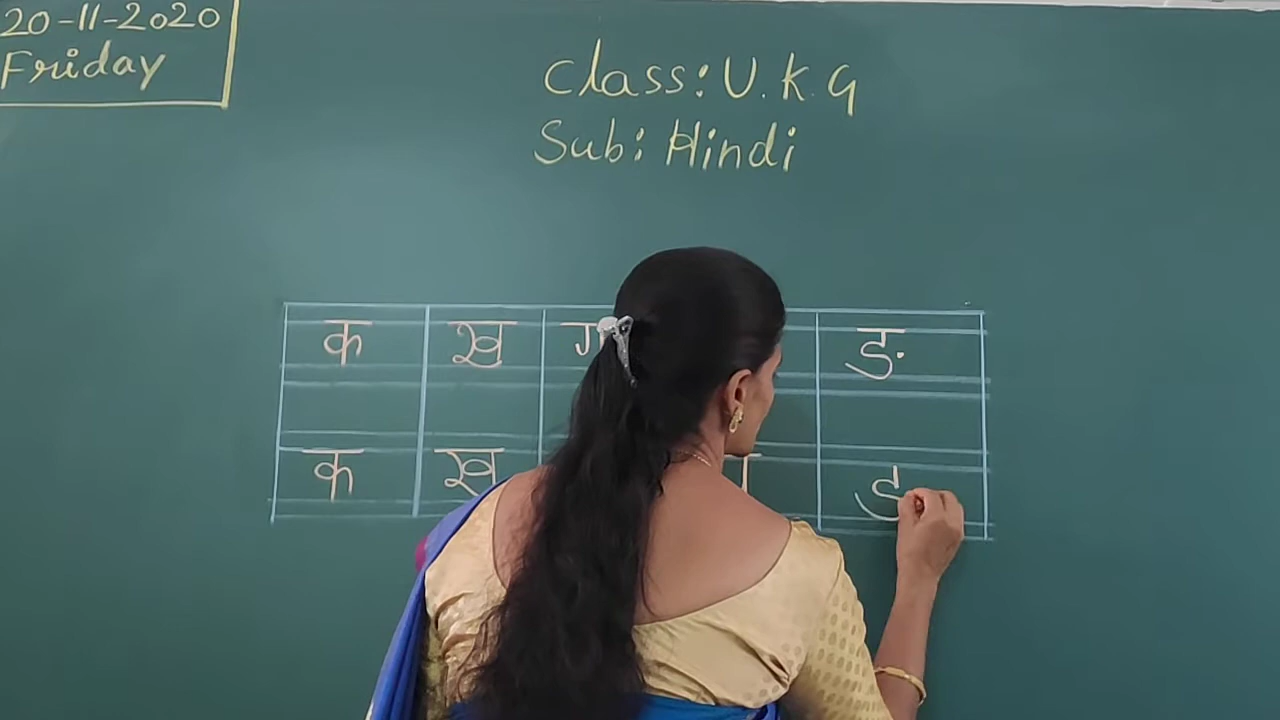 20-11-2020
Friday
Class: U.K.G
Sub: Hindi
क ख ग ङ
क ख